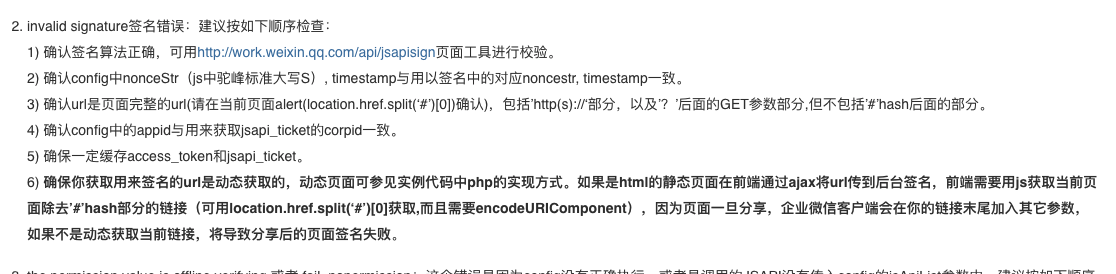 2. invalid signature签名错误：建议按如下顺序检查：
1) 确认签名算法正确，可用http://work.weixin.qq.com/api/jsapisign页面工具进行校验。
2) 确认config中nonceStr（js中驼峰标准大写S）, timestamp与用以签名中的对应noncestr, timestamp一致。
3) 确认url是页面完整的url(请在当前页面alert(location.href.split(‘#’)[0])确认)，包括’http(s)://‘部分，以及’？’后面的GET参数部分,但不包括’#’hash后面的部分。
4) 确认config中的appid与用来获取jsapi_ticket的corpid一致。
5) 确保一定缓存access_token和jsapi_ticket。
6) 确保你获取用来签名的url是动态获取的，动态页面可参见实例代码中php的实现方式。如果是html的静态页面在前端通过ajax将url传到后台签名，前端需要用js获取当前页
面除去’#’hash部分的链接（可用location.href.split(‘#’)[0]获取,而且需要encodeURIComponent），因为页面一旦分享，企业微信客户端会在你的链接末尾加入其它参数，
如果不是动态获取当前链接，将导致分享后的页面签名失败。